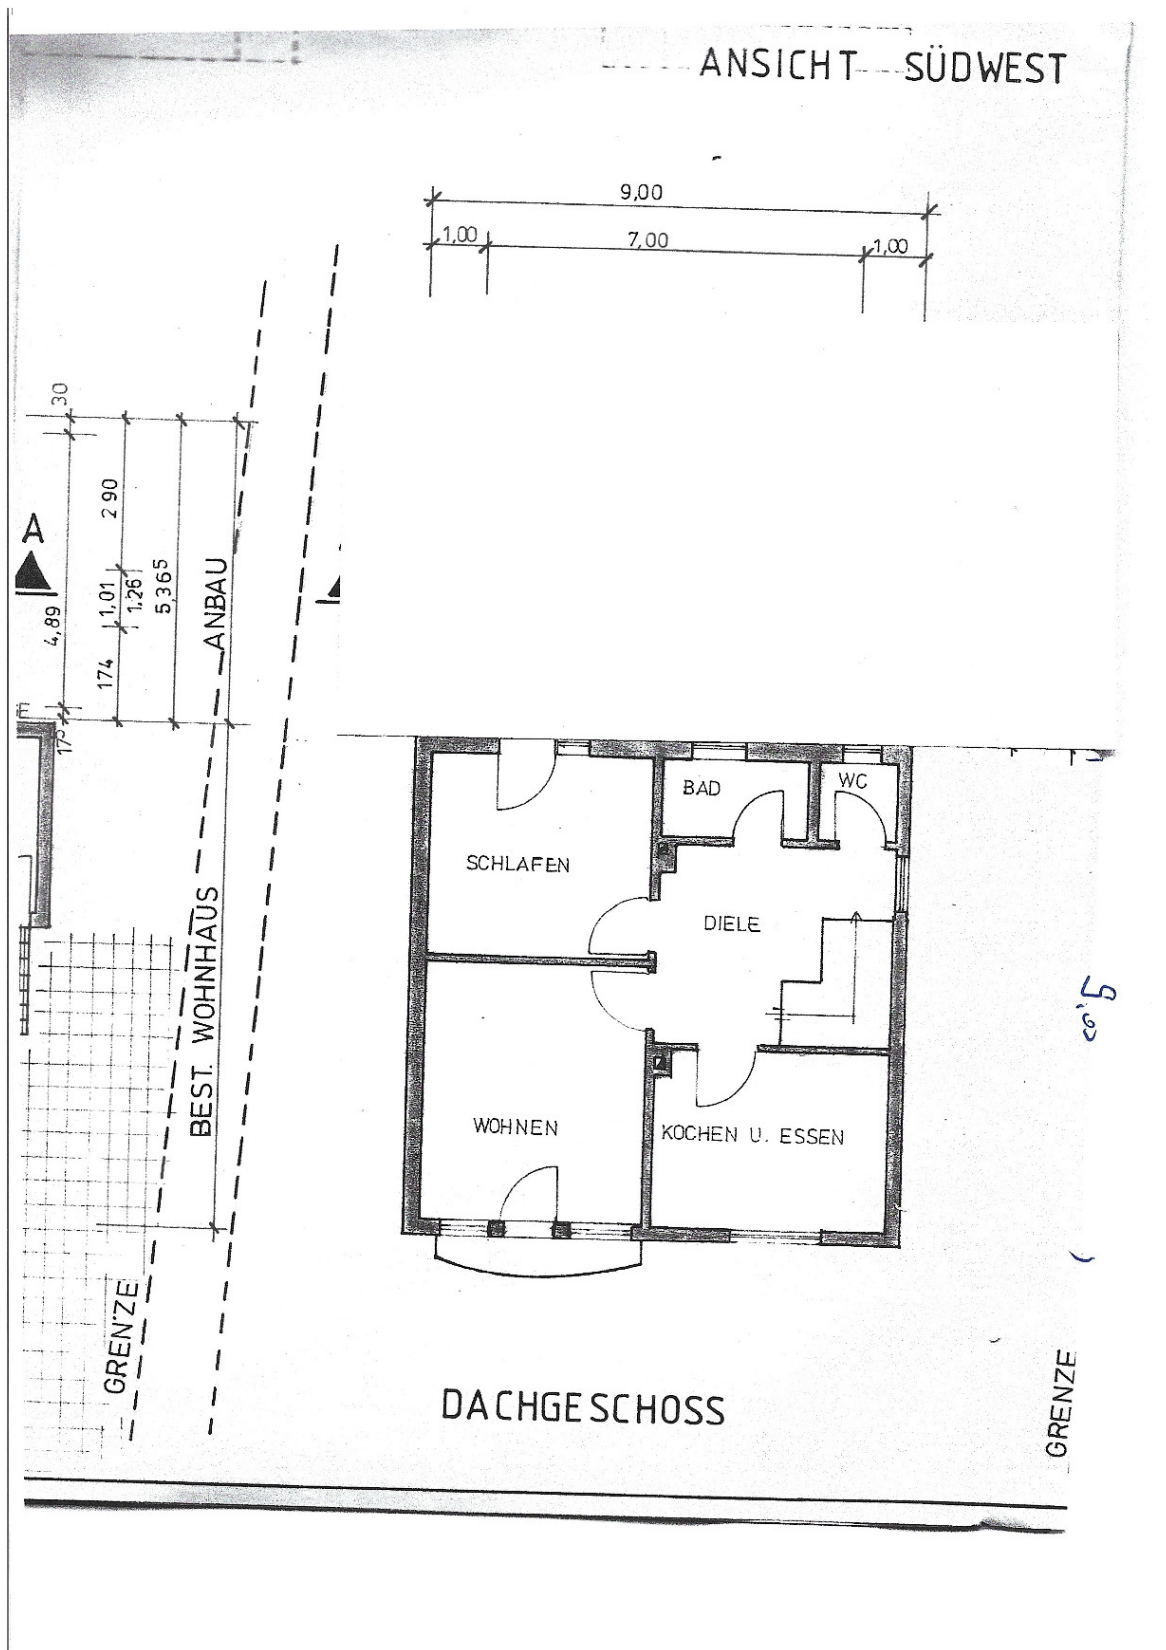 ANSICHT SÜDWEST
9,00
1,00
7,00
1,00
30
A
4,89
2 90
1,01
1,26
174
5,365
ANBAU
17⁵
BEST. WOHNHAUS
GRENZE
SCHLAFEN
BAD
WC
DIELE
WOHNEN
KOCHEN U. ESSEN
DACHGESCHOSS
GRENZE